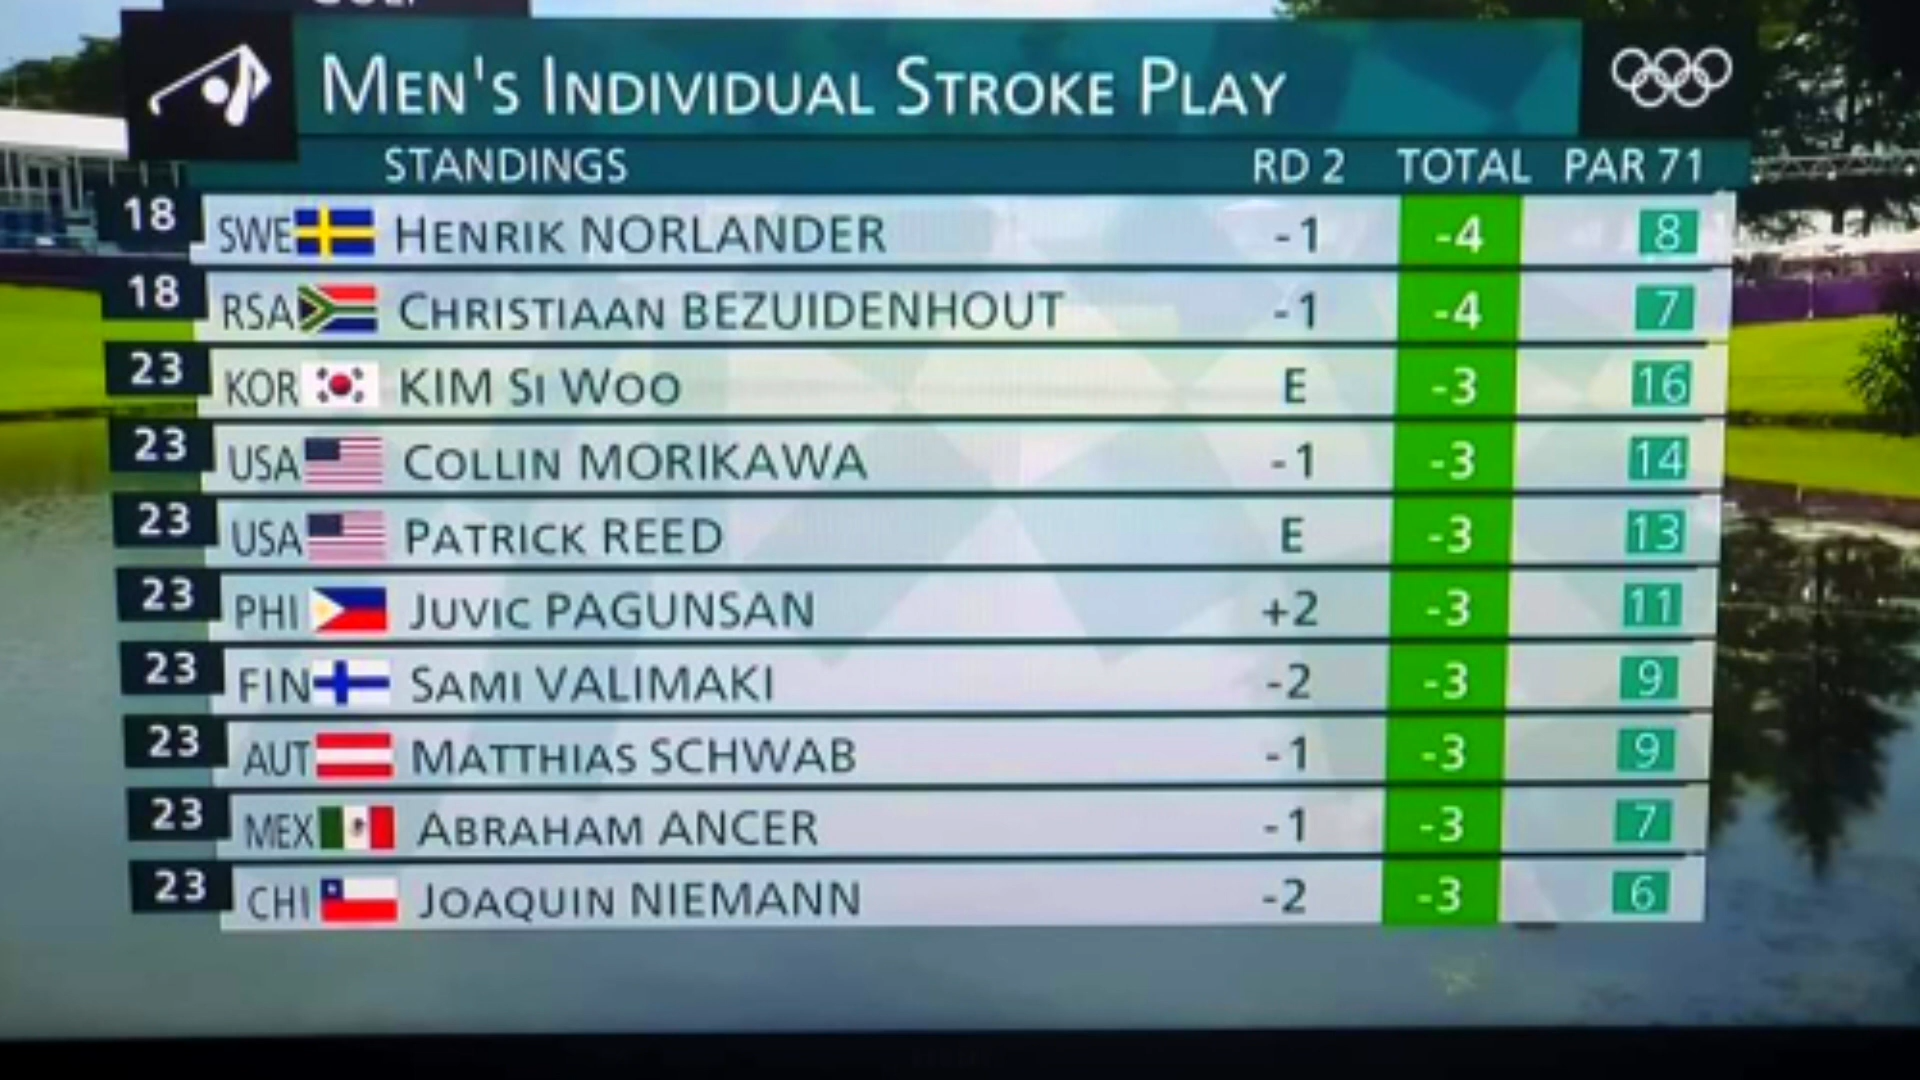 GOLF
MEN'S INDIVIDUAL STROKE PLAY
STANDINGS RD 2 TOTAL PAR 71
18 SWE HENRIK NORLANDER -1 -4 8
18 RSA CHRISTIAAN BEZUIDENHOUT -1 -4 7
23 KOR KIM SI WOO E -3 16
23 USA COLLIN MORIKAWA -1 -3 14
23 USA PATRICK REED E -3 13
23 PHI JUVIC PAGUNSAN +2 -3 11
23 FIN SAMI VALIMAKI -2 -3 9
23 AUT MATTHIAS SCHWAB -1 -3 9
23 MEX ABRAHAM ANCER -1 -3 7
23 CHI JOAQUIN NIEMANN -2 -3 6